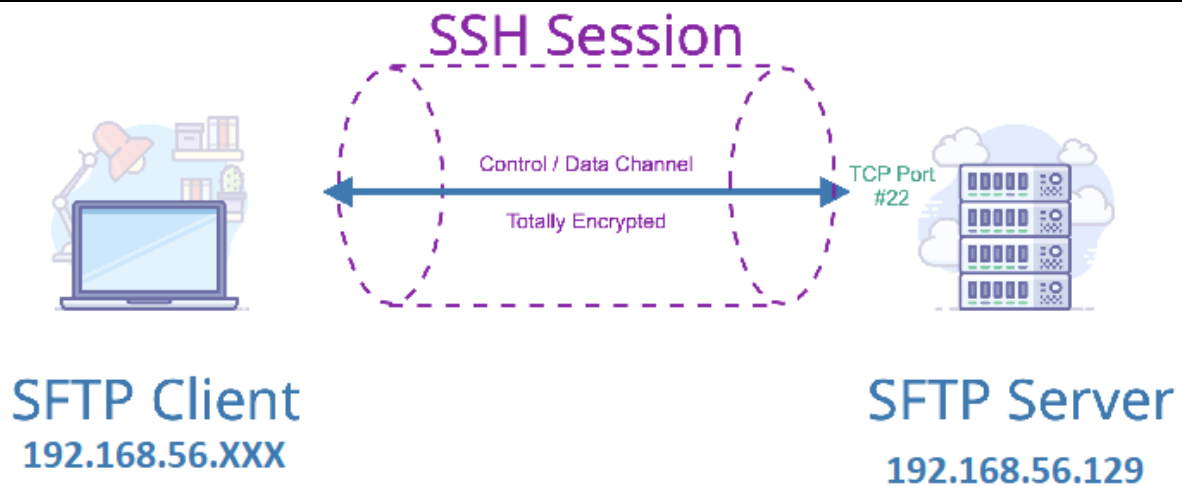 SSH Session
Control / Data Channel
Totally Encrypted
TCP Port
#22
SFTP Client
192.168.56.XXX
SFTP Server
192.168.56.129